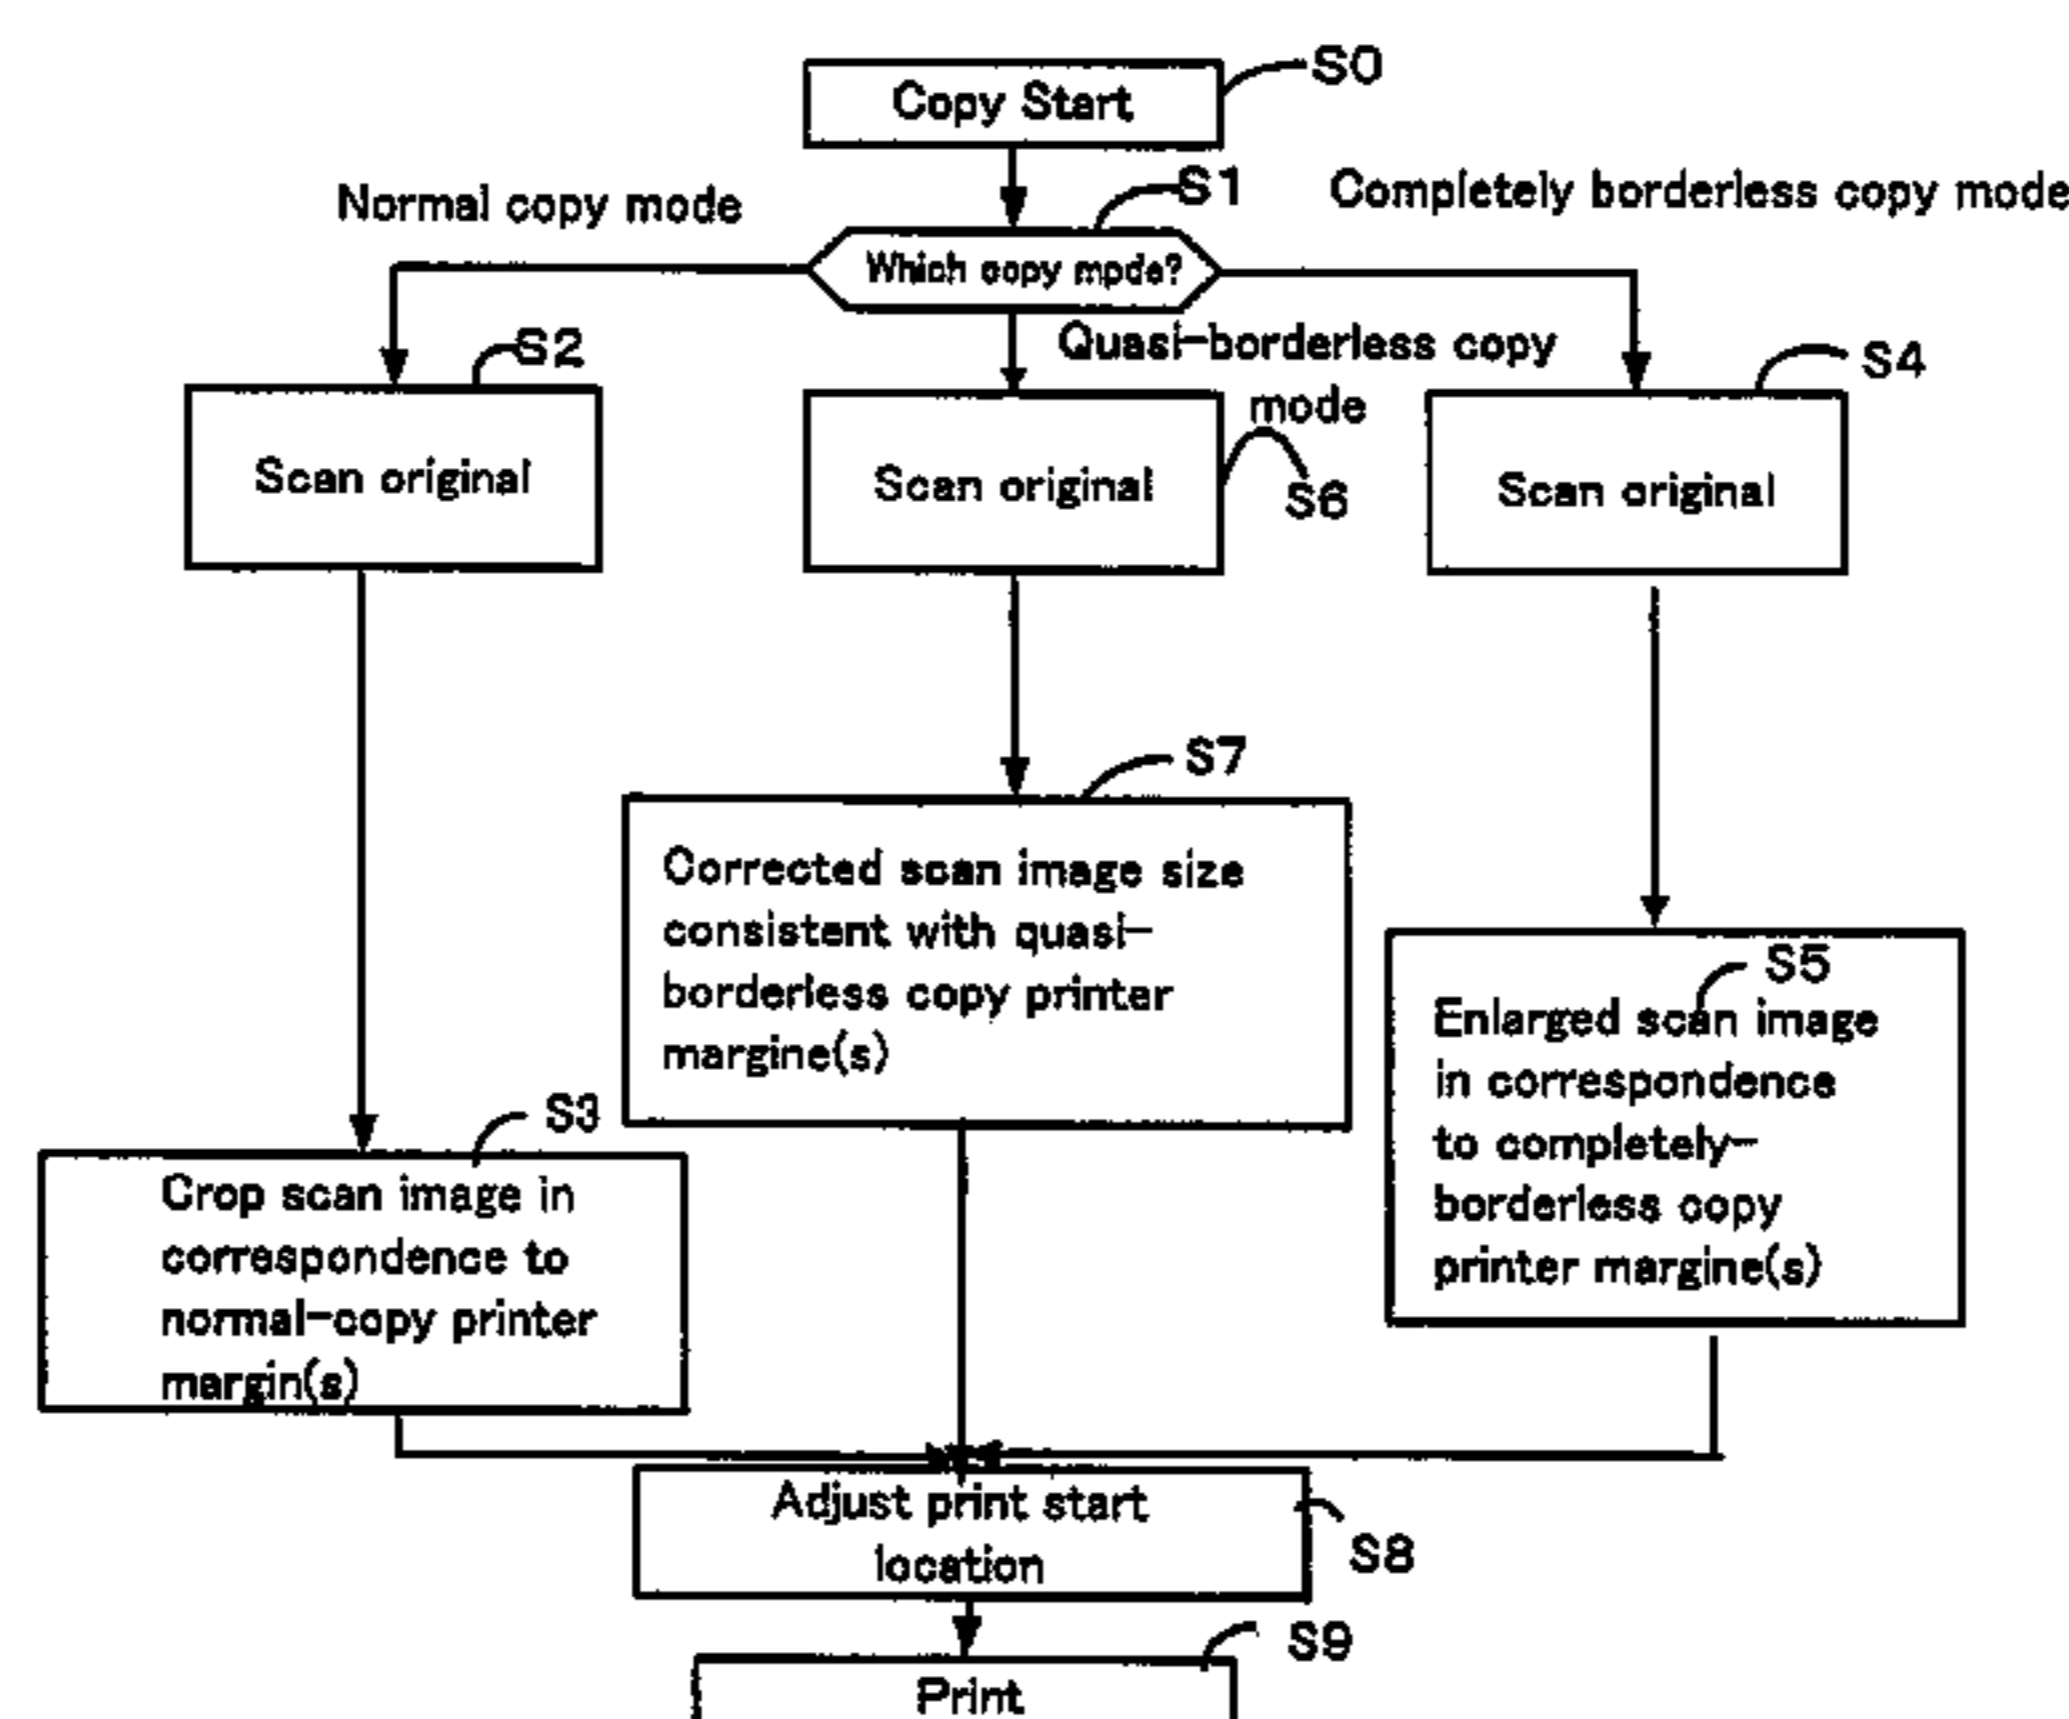 Copy Start
S0
S1
Normal copy mode
Completely borderless copy mode
Which copy mode?
Quasi-borderless copy
mode
S2
S4
Scan original
Scan original
S6
Scan original
S7
Corrected scan image size
consistent with quasi-
borderless copy printer
margine(s)
S5
Enlarged scan image
in correspondence
to completely-
borderless copy
printer margine(s)
S3
Crop scan image in
correspondence to
normal-copy printer
margin(s)
Adjust print start
location
S8
S9
Print